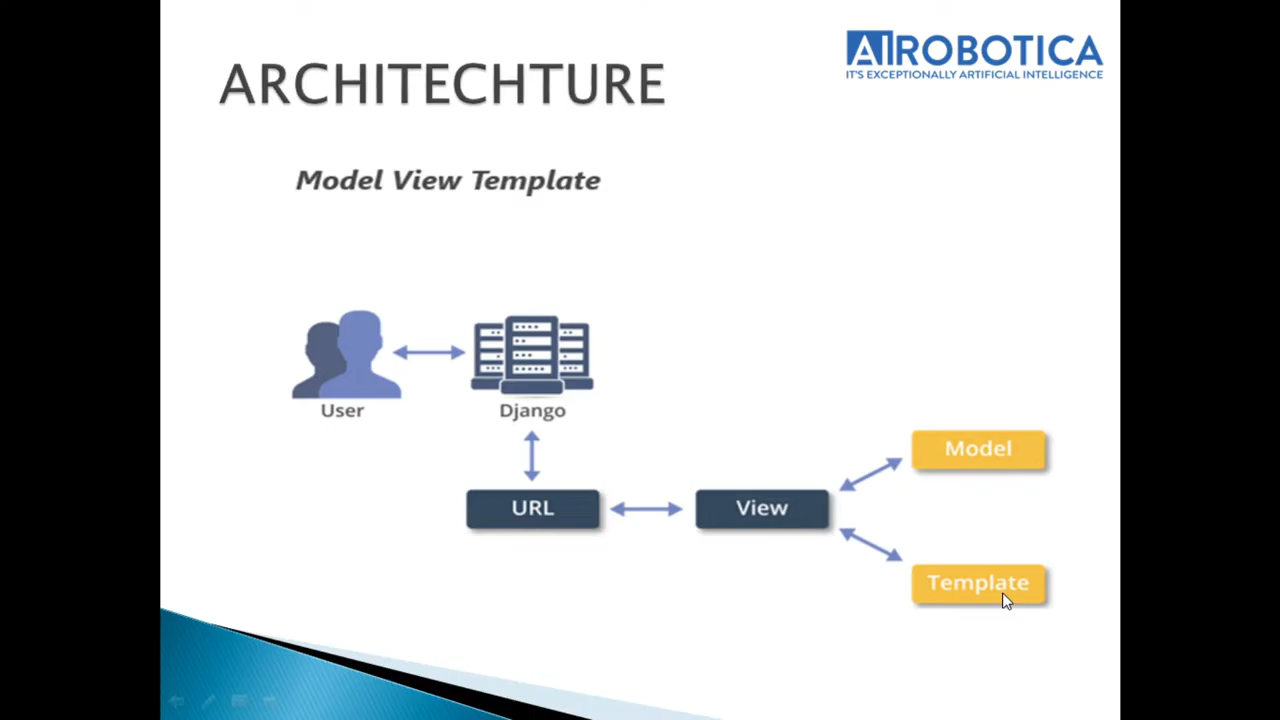 AIROBOTICA
IT'S EXCEPTIONALLY ARTIFICIAL INTELLIGENCE
ARCHITECHTURE
Model View Template
User
Django
Model
URL
View
Template